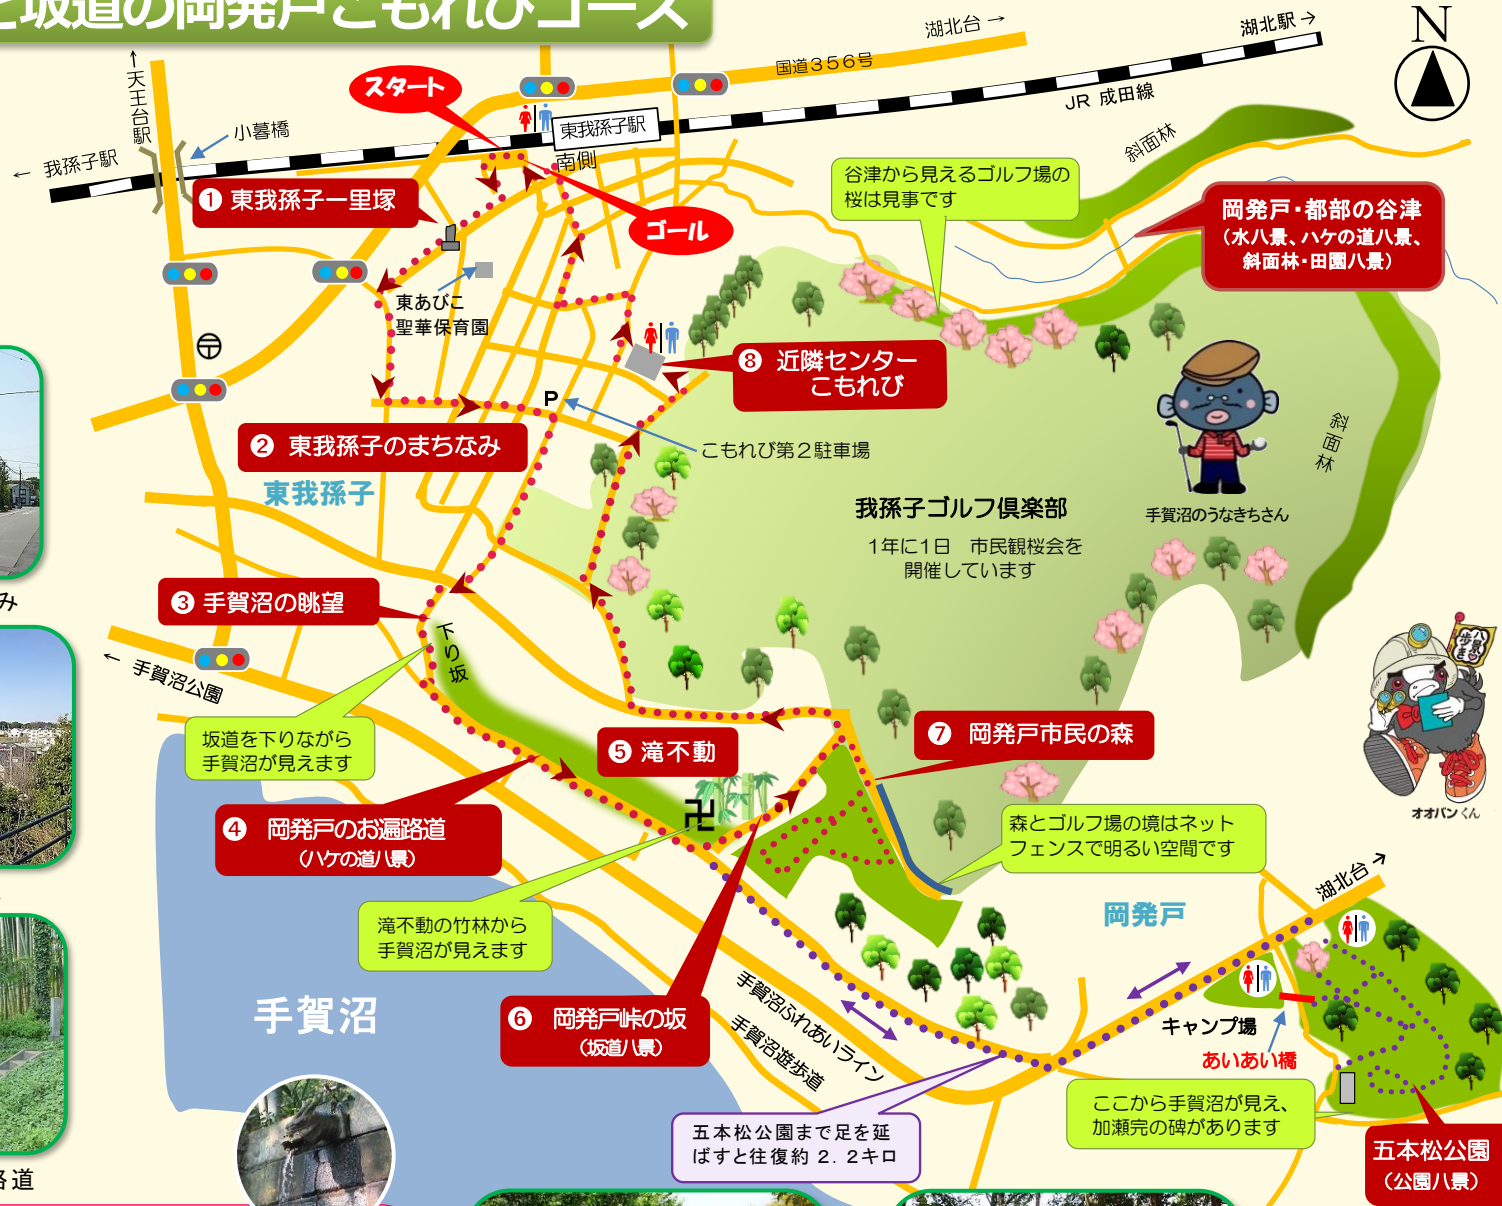 と坂道の岡発戸こもれびコース
湖北台→
湖北駅→
N
国道356号
JR 成田線
↑天王台駅
小暮橋
← 我孫子駅
スタート
東我孫子駅
南側
ゴール
❶ 東我孫子一里塚
東あびこ
聖華保育園
谷津から見えるゴルフ場の
桜は見事です
斜面林
岡発戸・都部の谷津
(水八景、ハケの道八景、
斜面林・田園八景)
❽ 近隣センター
こもれび
P
こもれび第2駐車場
❷ 東我孫子のまちなみ
東我孫子
斜面林
我孫子ゴルフ倶楽部
1年に1日 市民観桜会を
開催しています
手賀沼のうなきちさん
み
❸ 手賀沼の眺望
下り坂
← 手賀沼公園
坂道を下りながら
手賀沼が見えます
八景歩き
オオバンくん
❺ 滝不動
❼ 岡発戸市民の森
❹ 岡発戸のお遍路道
(ハケの道八景)
卍
森とゴルフ場の境はネット
フェンスで明るい空間です
滝不動の竹林から
手賀沼が見えます
岡発戸
湖北台→
手賀沼
❻ 岡発戸峠の坂
(坂道八景)
手賀沼ふれあいライン
手賀沼遊歩道
キャンプ場
あいあい橋
五本松公園まで足を延
ばすと往復約 2.2キロ
ここから手賀沼が見え、
加瀬完の碑があります
五本松公園
(公園八景)
路道